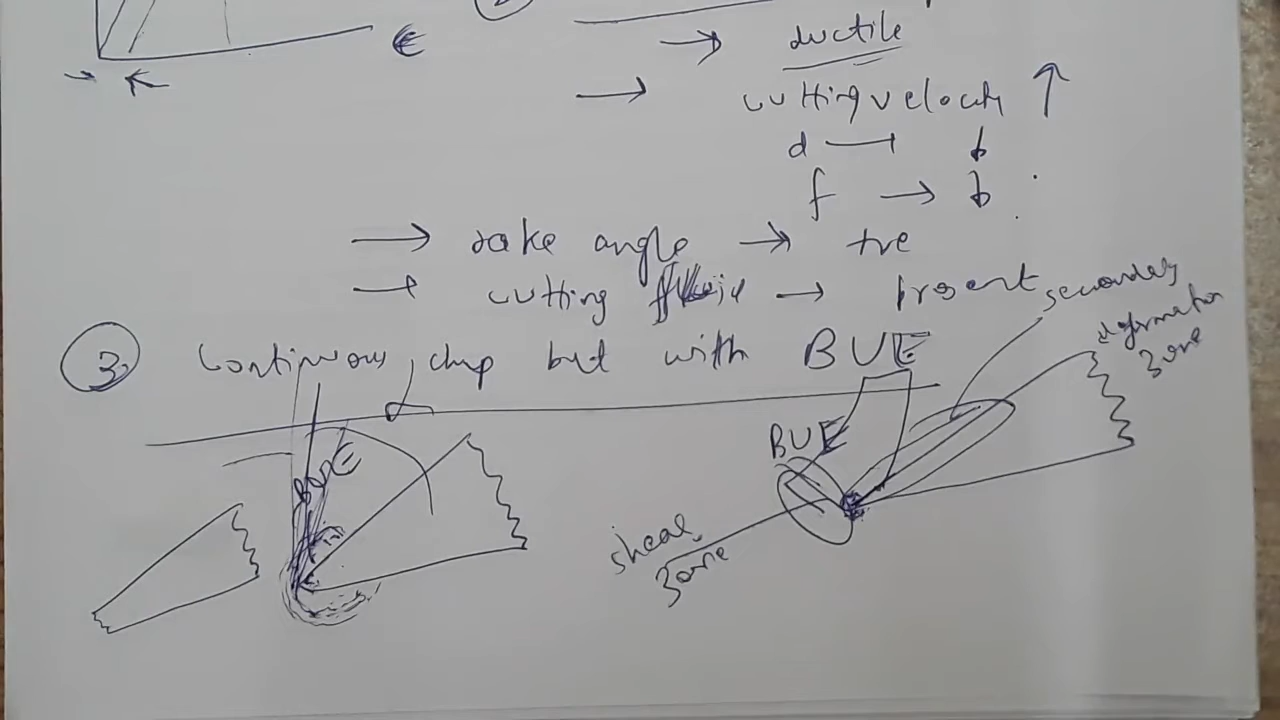 2
ε
→ ductile
→ cutting velocity ↑
d → ↓
f → ↓
→ rake angle → +ve
→ cutting fluid → present
secondary deformation zone
3. Continuous chip but with BUE
BUE
BUE
shear zone